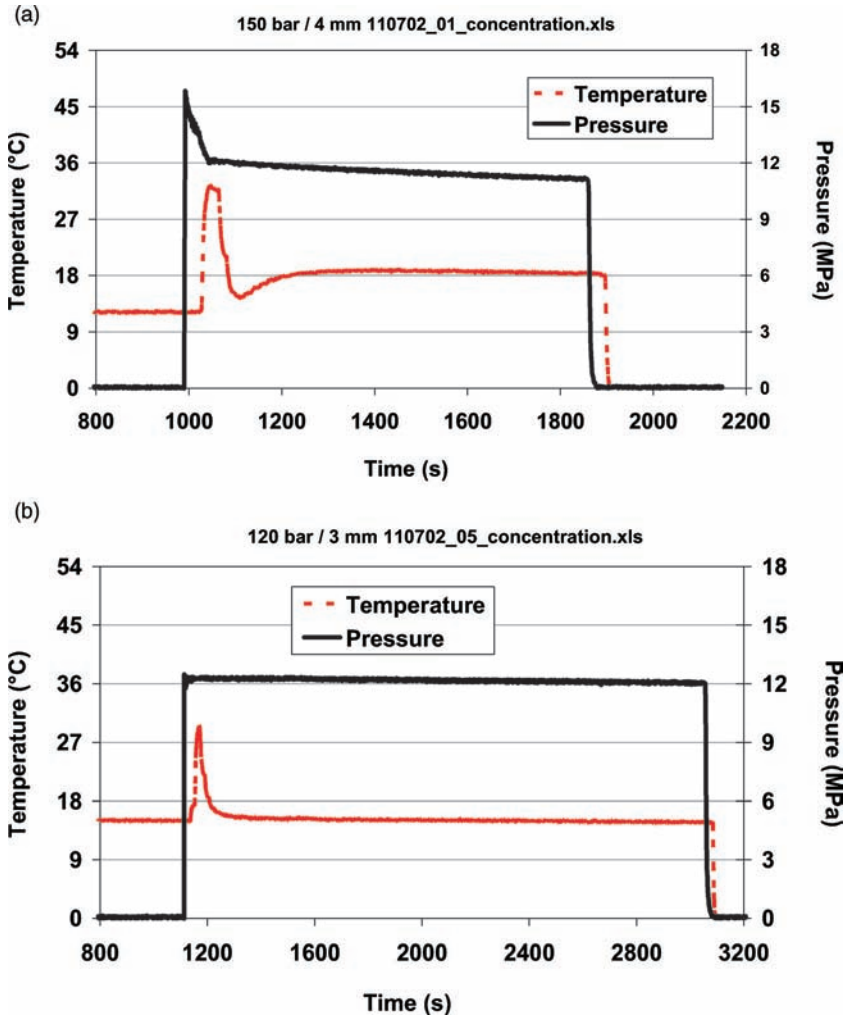 (a)
150 bar / 4 mm 110702_01_concentration.xls
54 18
Temperature
45 15
Pressure
36 12
27 9
18 6
9 3
0 0
Temperature (°C)
Pressure (MPa)
800 1000 1200 1400 1600 1800 2000 2200
Time (s)
(b)
120 bar / 3 mm 110702_05_concentration.xls
54 18
Temperature
45 15
Pressure
36 12
27 9
18 6
9 3
0 0
Temperature (°C)
Pressure (MPa)
800 1200 1600 2000 2400 2800 3200
Time (s)